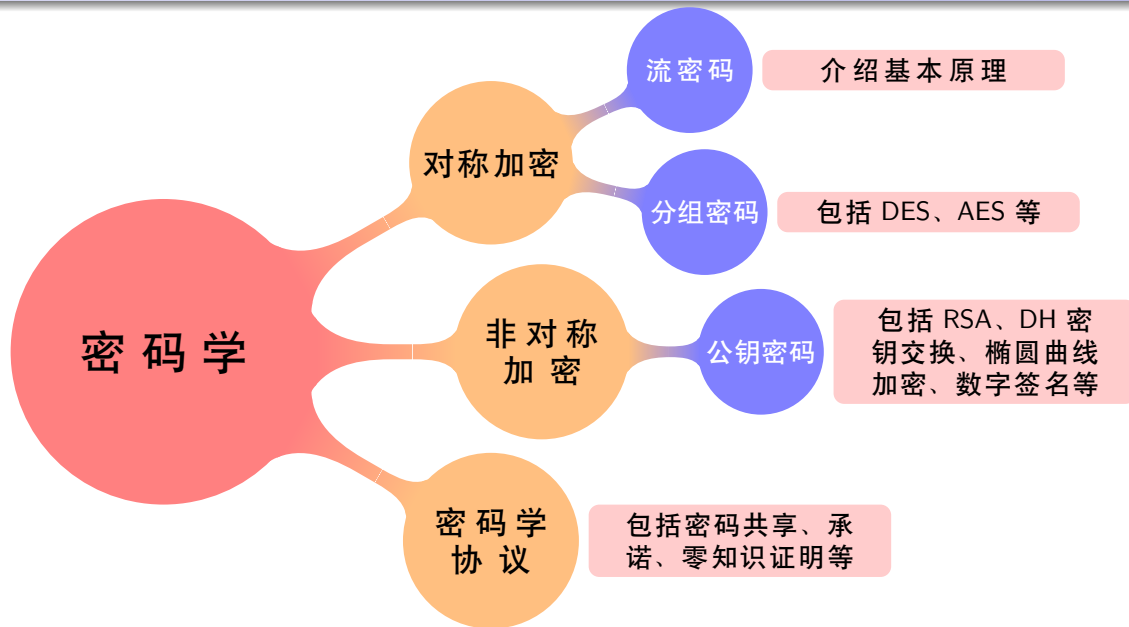 流密码
介绍基本原理
对称加密
分组密码
包括 DES、AES 等
密码学
非对称
加密
公钥密码
包括 RSA、DH 密
钥交换、椭圆曲线
加密、数字签名等
密码学
协议
包括密码共享、承
诺、零知识证明等